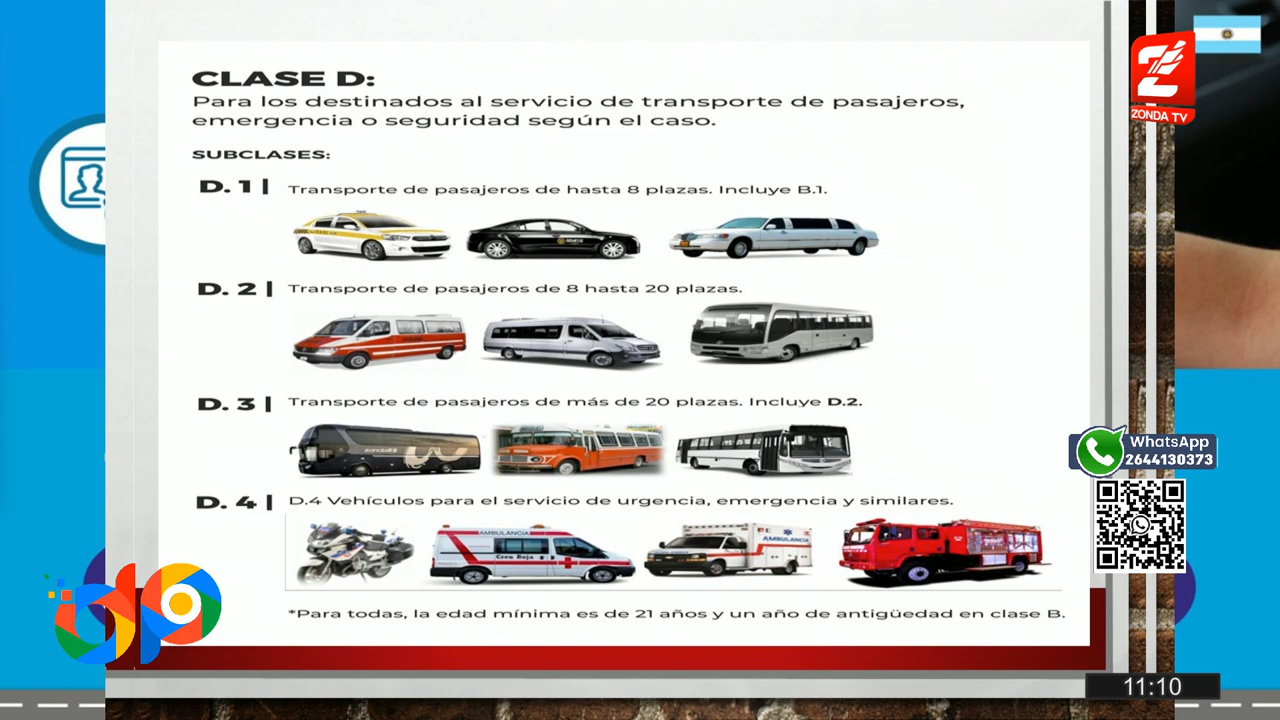 CLASE D:
Para los destinados al servicio de transporte de pasajeros,
emergencia o seguridad según el caso.
SUBCLASES:
D. 1 | Transporte de pasajeros de hasta 8 plazas. Incluye B.1.
TAXI
D. 2 | Transporte de pasajeros de 8 hasta 20 plazas.
D. 3 | Transporte de pasajeros de más de 20 plazas. Incluye D.2.
D. 4 | D.4 Vehículos para el servicio de urgencia, emergencia y similares.
AMBULANCIA
Cruz Roja
AMBULANCIA
*Para todas, la edad mínima es de 21 años y un año de antigüedad en clase B.
ZONDA TV
WhatsApp
2644130373
11:10